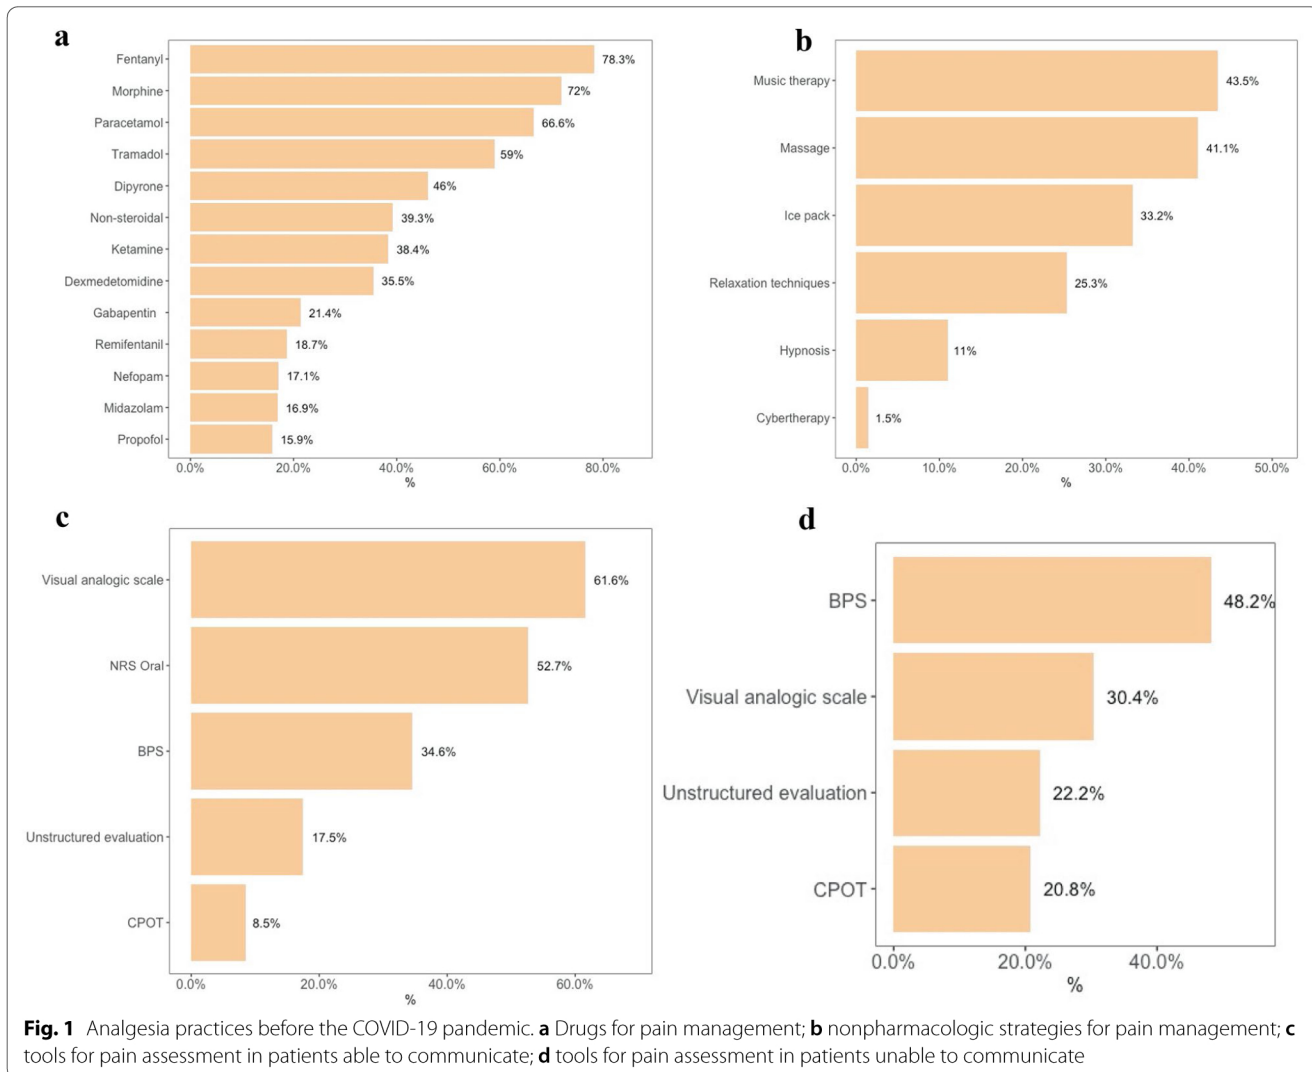 a
Fentanyl 78.3%
Morphine 72%
Paracetamol 66.6%
Tramadol 59%
Dipyrone 46%
Non-steroidal 39.3%
Ketamine 38.4%
Dexmedetomidine 35.5%
Gabapentin 21.4%
Remifentanil 18.7%
Nefopam 17.1%
Midazolam 16.9%
Propofol 15.9%
0.0% 20.0% 40.0% 60.0% 80.0%
%
b
Music therapy 43.5%
Massage 41.1%
Ice pack 33.2%
Relaxation techniques 25.3%
Hypnosis 11%
Cybertherapy 1.5%
0.0% 10.0% 20.0% 30.0% 40.0% 50.0%
%
c
Visual analogic scale 61.6%
NRS Oral 52.7%
BPS 34.6%
Unstructured evaluation 17.5%
CPOT 8.5%
0.0% 20.0% 40.0% 60.0%
%
d
BPS 48.2%
Visual analogic scale 30.4%
Unstructured evaluation 22.2%
CPOT 20.8%
0.0% 20.0% 40.0%
%
Fig. 1 Analgesia practices before the COVID-19 pandemic. a Drugs for pain management; b nonpharmacologic strategies for pain management; c
tools for pain assessment in patients able to communicate; d tools for pain assessment in patients unable to communicate